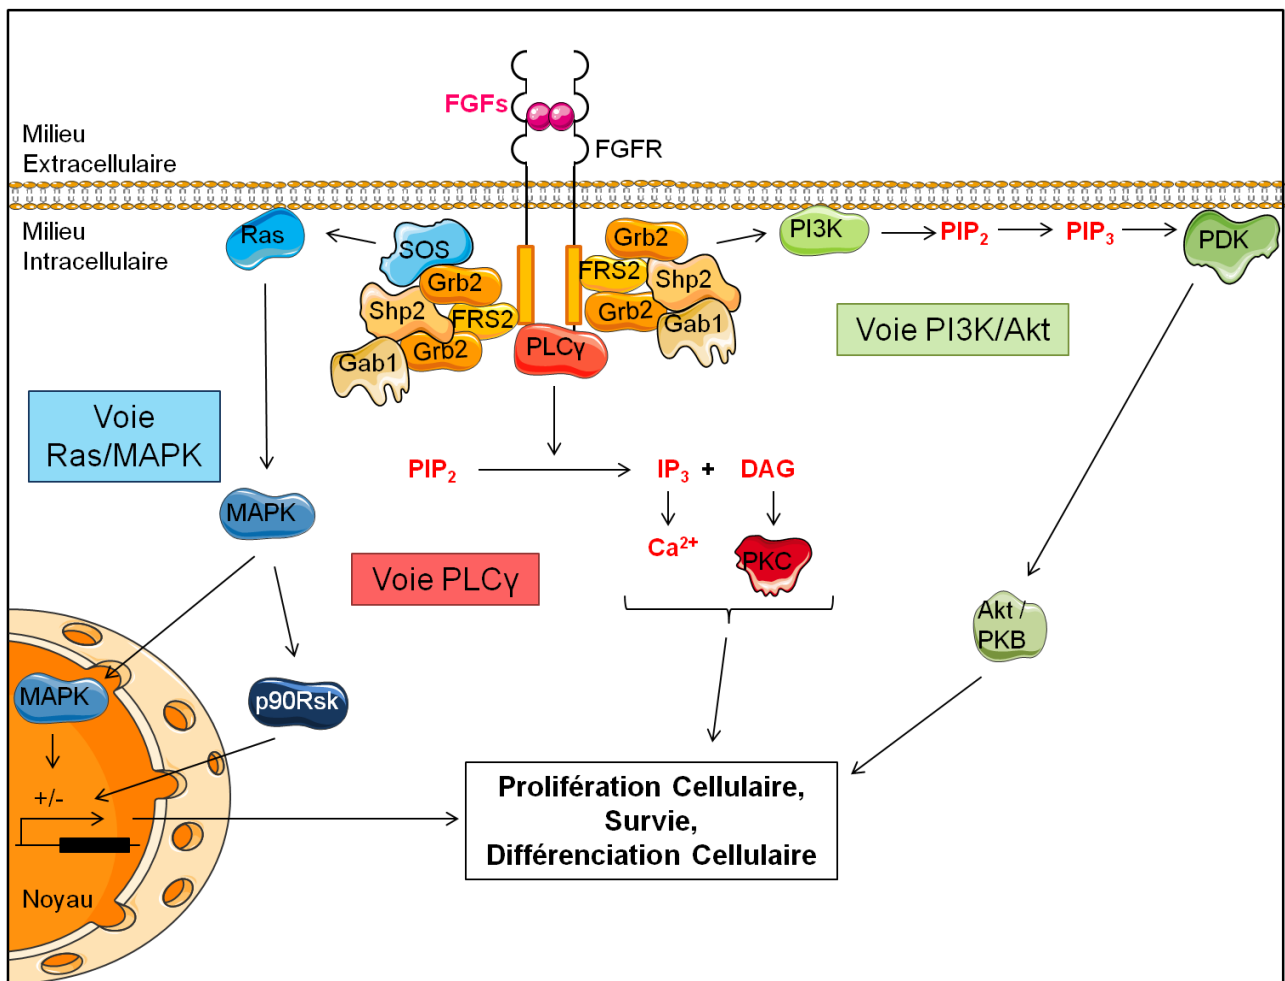 FGFs
Milieu
Extracellulaire
FGFR
Milieu
Intracellulaire
Ras
SOS
Grb2
Shp2
FRS2
Grb2
Gab1
PLCγ
Grb2
FRS2
Shp2
Grb2
Gab1
PI3K
PIP2
PIP3
PDK
Voie PI3K/Akt
Voie
Ras/MAPK
PIP2
IP3 + DAG
MAPK
Ca2+
PKC
Voie PLCγ
Akt /
PKB
MAPK
p90Rsk
+/-
Prolifération Cellulaire,
Survie,
Différenciation Cellulaire
Noyau